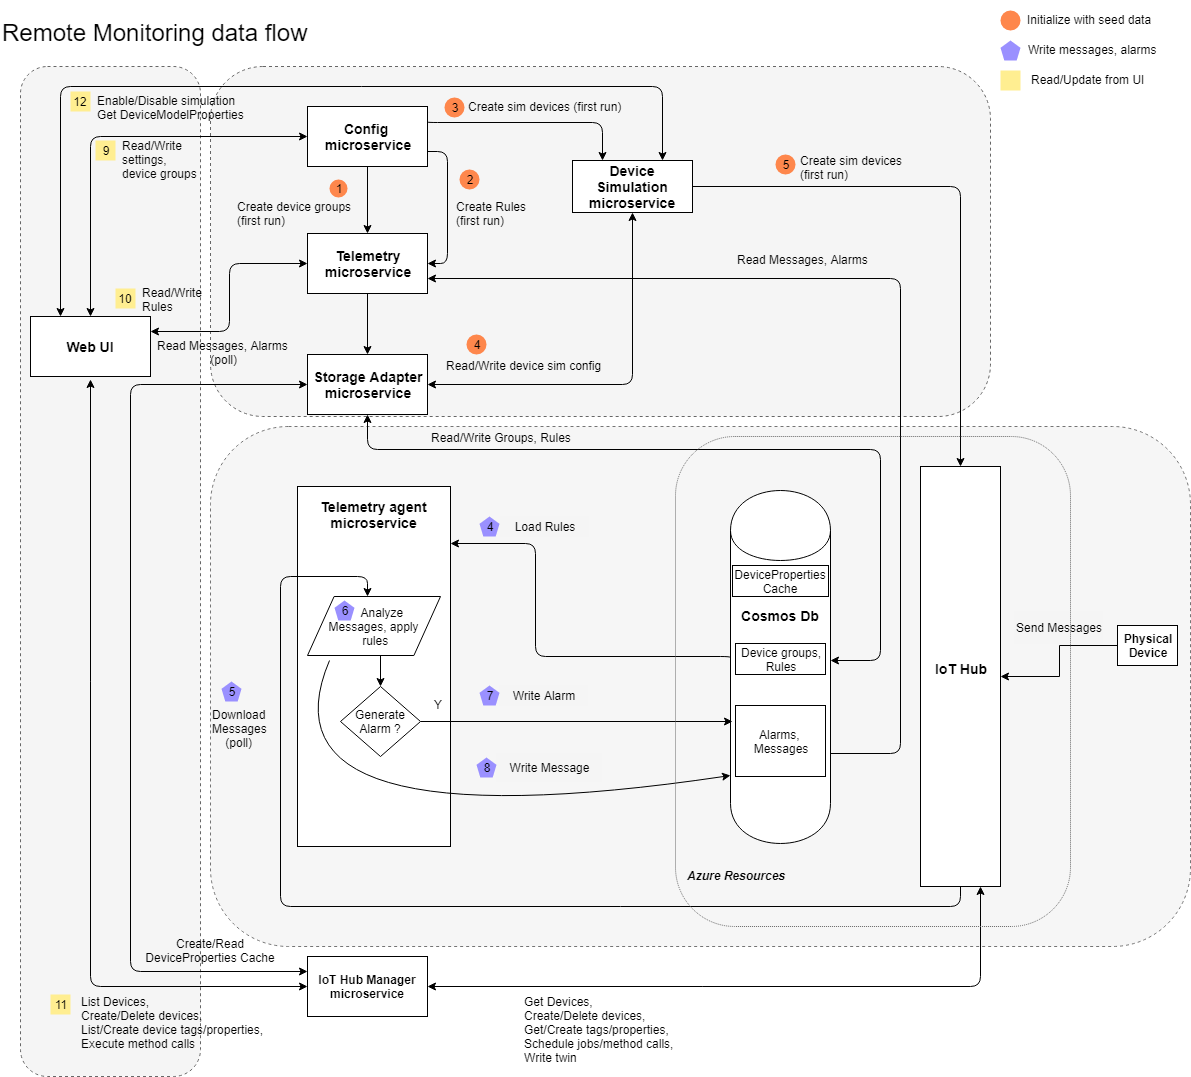 Remote Monitoring data flow
Initialize with seed data
Write messages, alarms
Read/Update from UI
12
Enable/Disable simulation
Get DeviceModelProperties
9
Read/Write
settings,
device groups
Config
microservice
3
Create sim devices (first run)
Device
Simulation
microservice
5
Create sim devices
(first run)
1
Create device groups
(first run)
2
Create Rules
(first run)
Telemetry
microservice
Read Messages, Alarms
10
Read/Write
Rules
Web UI
Read Messages, Alarms
(poll)
4
Read/Write device sim config
Storage Adapter
microservice
Read/Write Groups, Rules
Telemetry agent
microservice
4
Load Rules
DeviceProperties
Cache
Cosmos Db
Device groups,
Rules
Alarms,
Messages
6
Analyze
Messages, apply
rules
Generate
Alarm ?
Y
5
Download
Messages
(poll)
7
Write Alarm
8
Write Message
Azure Resources
IoT Hub
Send Messages
Physical
Device
Create/Read
DeviceProperties Cache
IoT Hub Manager
microservice
11
List Devices,
Create/Delete devices,
List/Create device tags/properties,
Execute method calls
Get Devices,
Create/Delete devices,
Get/Create tags/properties,
Schedule jobs/method calls,
Write twin